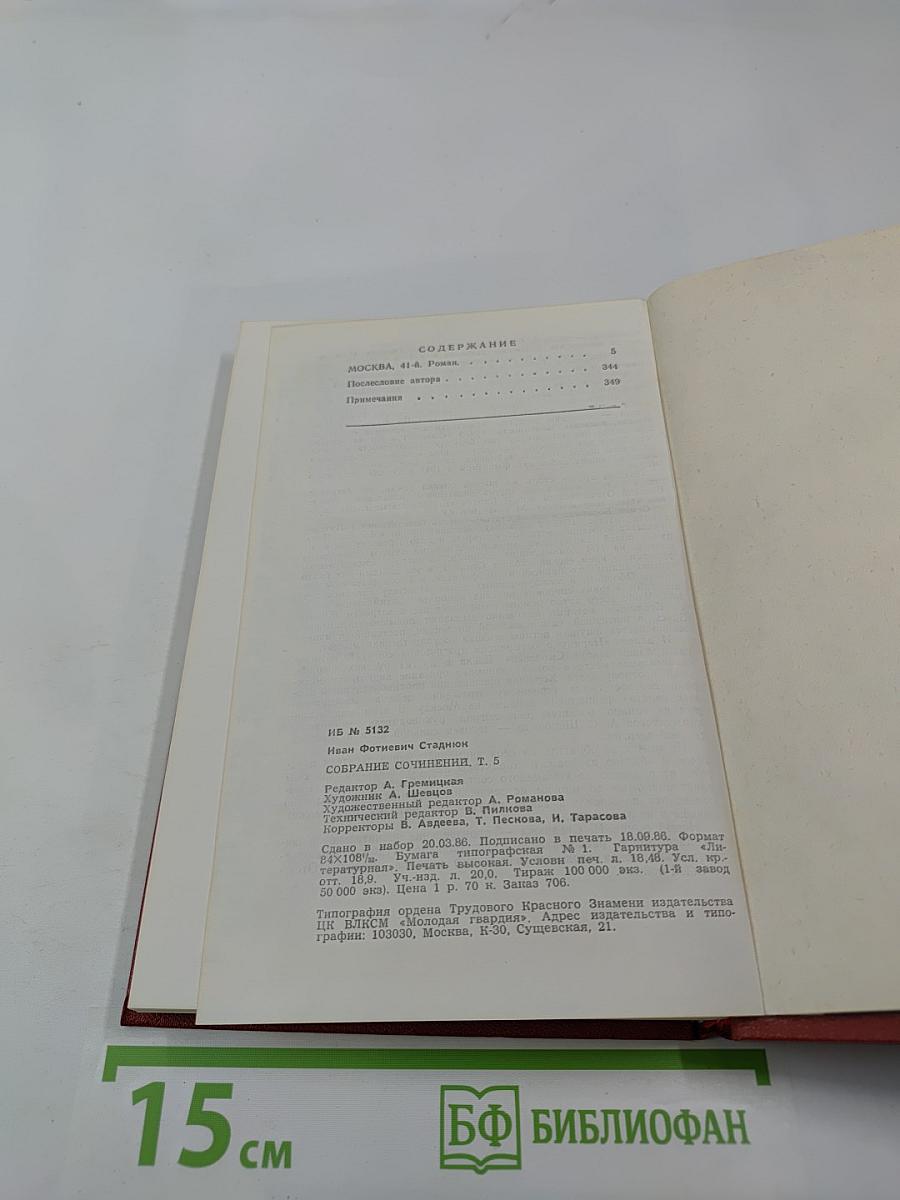 СОДЕРЖАНИЕ
МОСКВА, 41-й. Роман. . . . . . . . . . . 5
Послесловие автора . . . . . . . . . . . 344
Примечания . . . . . . . . . . . . . 349
ИБ № 5132
Иван Фотиевич Стаднюк
СОБРАНИЕ СОЧИНЕНИЙ, Т. 5
Редактор А. Гремицкая
Художник А. Шевцов
Художественный редактор А. Романова
Технический редактор В. Пилкова
Корректоры В. Авдеева, Т. Пескова, И. Тарасова
Сдано в набор 20.03.86. Подписано в печать 18.09.86. Формат
84×108¹/₃₂. Бумага типографская № 1. Гарнитура «Ли-
тературная». Печать высокая. Условн печ. л. 18,48. Усл. кр.-
отт. 18,9. Уч.-изд. л. 20,0. Тираж 100 000 экз. (1-й завод
50 000 экз). Цена 1 р. 70 к. Заказ 706.
Типография ордена Трудового Красного Знамени издательства
ЦК ВЛКСМ «Молодая гвардия». Адрес издательства и типо-
графии: 103030, Москва, К-30, Сущевская, 21.
15 см БФ БИБЛИОФАН